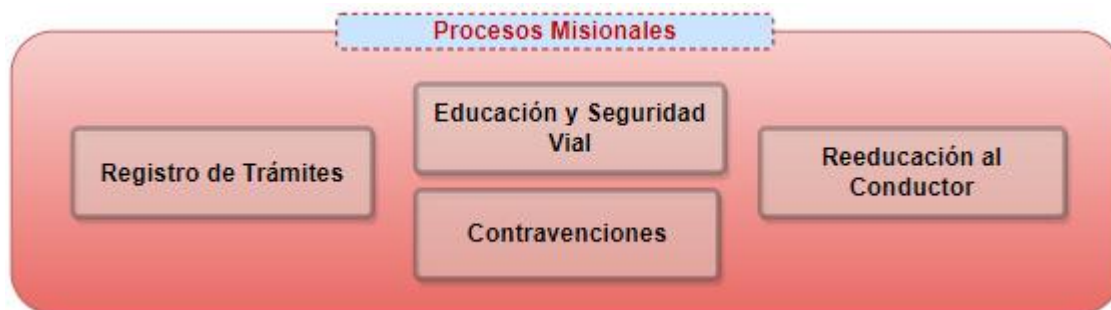 Procesos Misionales
Registro de Trámites
Educación y Seguridad
Vial
Contravenciones
Reeducación al
Conductor